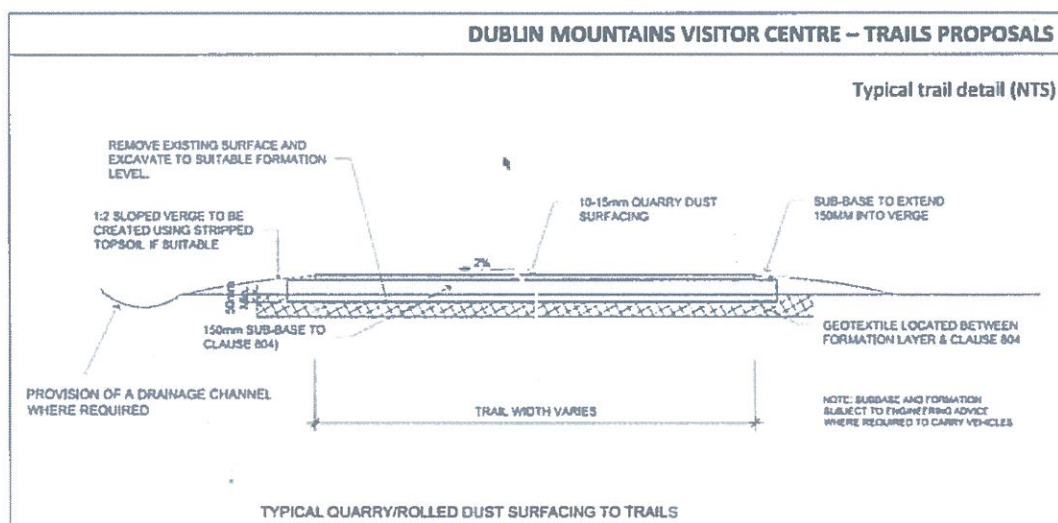 DUBLIN MOUNTAINS VISITOR CENTRE – TRAILS PROPOSALS
Typical trail detail (NTS)
REMOVE EXISTING SURFACE AND
EXCAVATE TO SUITABLE FORMATION
LEVEL.
1:2 SLOPED VERGE TO BE
CREATED USING STRIPPED
TOPSOIL IF SUITABLE
10-15mm QUARRY DUST
SURFACING
SUB-BASE TO EXTEND
150MM INTO VERGE
2%
50mm
150mm SUB-BASE TO
CLAUSE 804)
GEOTEXTILE LOCATED BETWEEN
FORMATION LAYER & CLAUSE 804
PROVISION OF A DRAINAGE CHANNEL
WHERE REQUIRED
TRAIL WIDTH VARIES
NOTE: SUBBASE AND FORMATION
SUBJECT TO ENGINEERING ADVICE
WHERE REQUIRED TO CARRY VEHICLES
TYPICAL QUARRY/ROLLED DUST SURFACING TO TRAILS